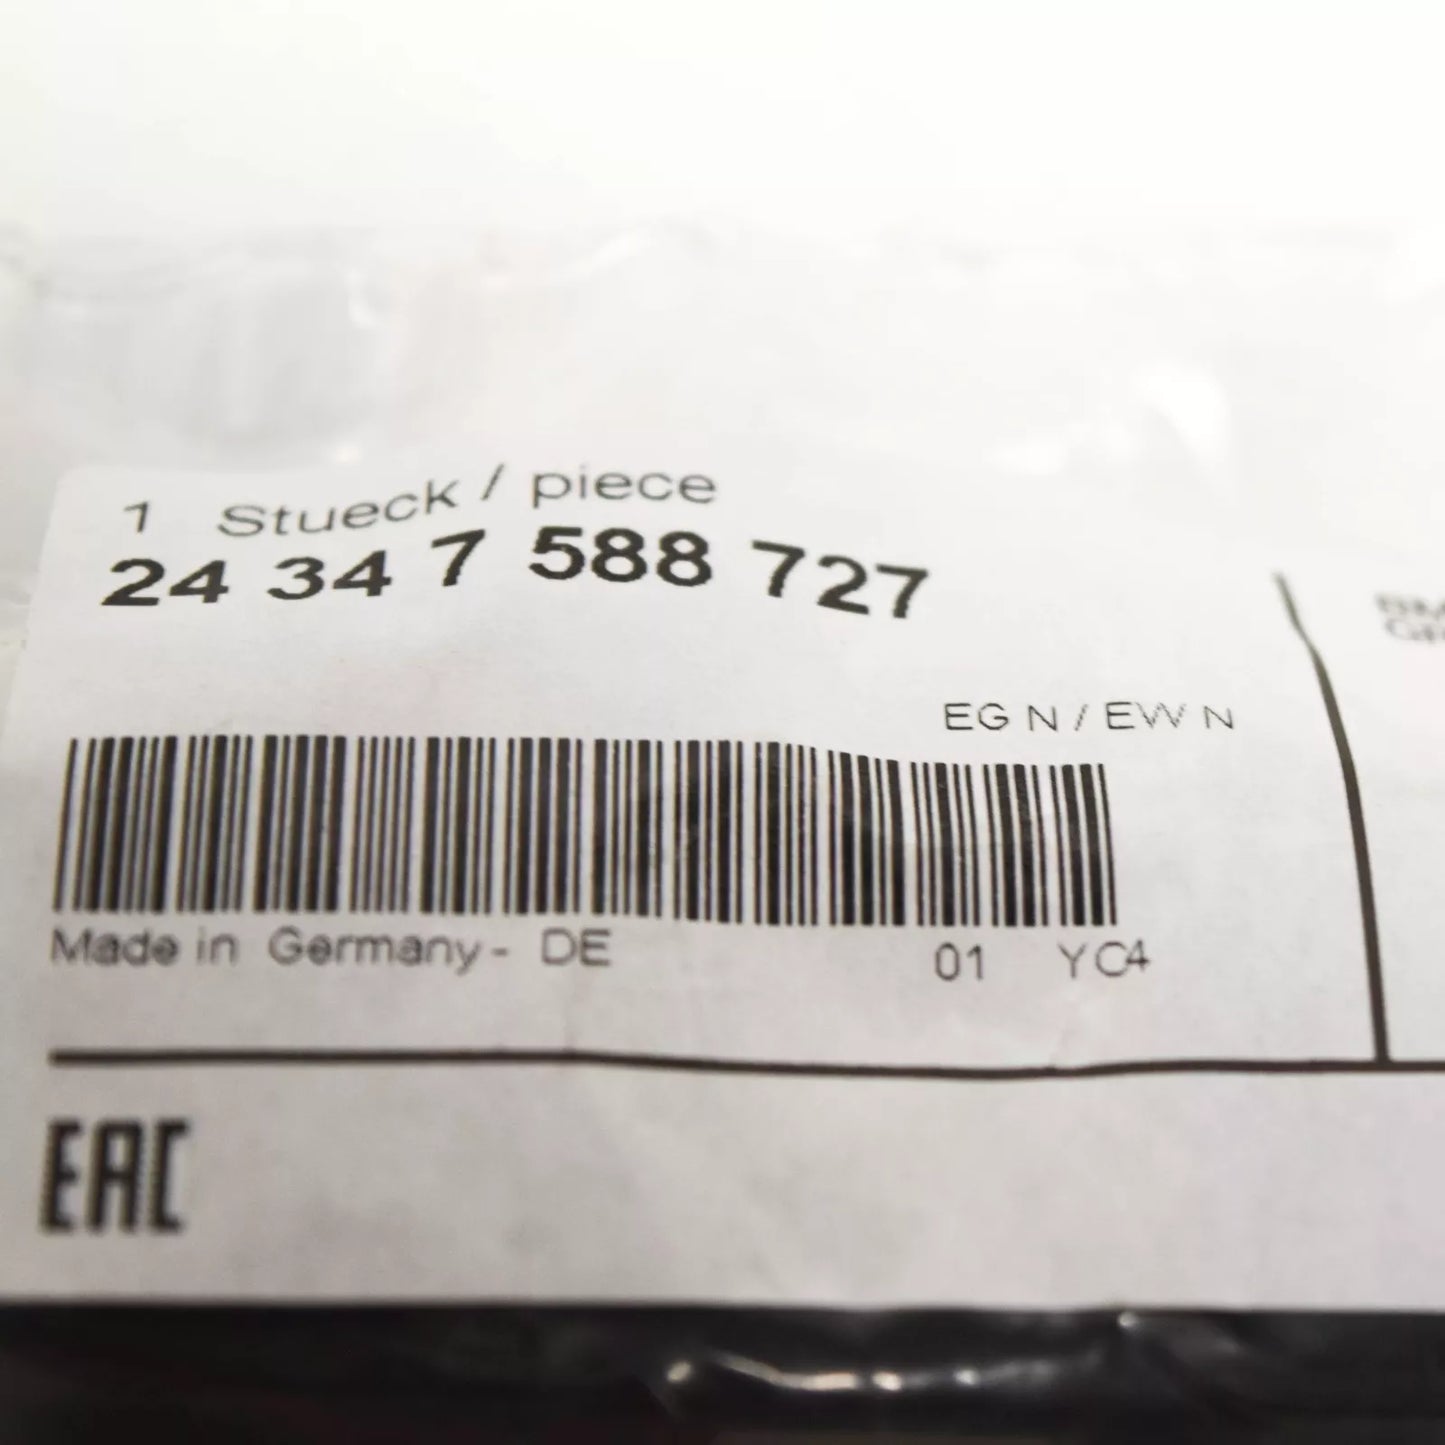 1 Stueck / piece
24 34 7 588 727
EG N / EW N
Made in Germany - DE 01 YC4
EAC